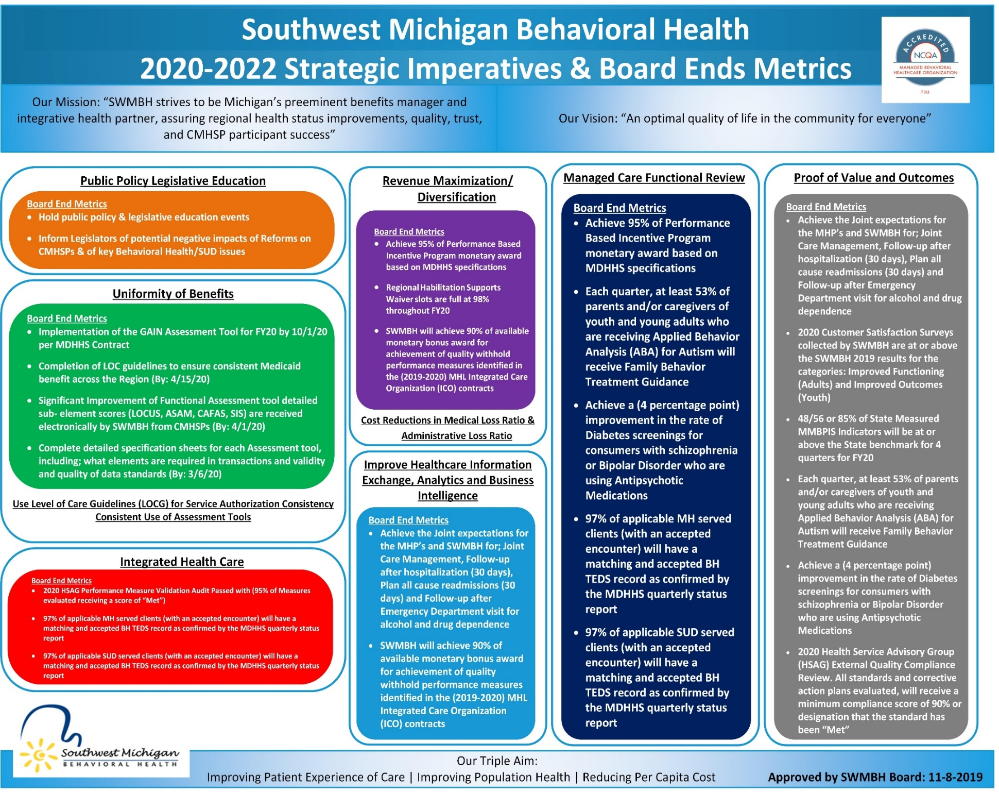 Southwest Michigan Behavioral Health
2020-2022 Strategic Imperatives & Board Ends Metrics
ACCREDITED
NCQA
MANAGED BEHAVIORAL
HEALTHCARE ORGANIZATION
FULL
Our Mission: “SWMBH strives to be Michigan’s preeminent benefits manager and
integrative health partner, assuring regional health status improvements, quality, trust,
and CMHSP participant success”
Our Vision: “An optimal quality of life in the community for everyone”
Public Policy Legislative Education
Board End Metrics
• Hold public policy & legislative education events
• Inform Legislators of potential negative impacts of Reforms on
CMHSPs & of key Behavioral Health/SUD issues
Uniformity of Benefits
Board End Metrics
• Implementation of the GAIN Assessment Tool for FY20 by 10/1/20
per MDHHS Contract
• Completion of LOC guidelines to ensure consistent Medicaid
benefit across the Region (By: 4/15/20)
• Significant Improvement of Functional Assessment tool detailed
sub- element scores (LOCUS, ASAM, CAFAS, SIS) are received
electronically by SWMBH from CMHSPs (By: 4/1/20)
• Complete detailed specification sheets for each Assessment tool,
including; what elements are required in transactions and validity
and quality of data standards (By: 3/6/20)
Use Level of Care Guidelines (LOCG) for Service Authorization Consistency
Consistent Use of Assessment Tools
Integrated Health Care
Board End Metrics
• 2020 HSAG Performance Measure Validation Audit Passed with (95% of Measures
evaluated receiving a score of “Met”)
• 97% of applicable MH served clients (with an accepted encounter) will have a
matching and accepted BH TEDS record as confirmed by the MDHHS quarterly status
report
• 97% of applicable SUD served clients (with an accepted encounter) will have a
matching and accepted BH TEDS record as confirmed by the MDHHS quarterly status
report
Revenue Maximization/
Diversification
Board End Metrics
• Achieve 95% of Performance Based
Incentive Program monetary award
based on MDHHS specifications
• Regional Habilitation Supports
Waiver slots are full at 98%
throughout FY20
• SWMBH will achieve 90% of available
monetary bonus award for
achievement of quality withhold
performance measures identified in
the (2019-2020) MHL Integrated Care
Organization (ICO) contracts
Cost Reductions in Medical Loss Ratio &
Administrative Loss Ratio
Improve Healthcare Information
Exchange, Analytics and Business
Intelligence
Board End Metrics
• Achieve the Joint expectations for
the MHP’s and SWMBH for; Joint
Care Management, Follow-up
after hospitalization (30 days),
Plan all cause readmissions (30
days) and Follow-up after
Emergency Department visit for
alcohol and drug dependence
• SWMBH will achieve 90% of
available monetary bonus award
for achievement of quality
withhold performance measures
identified in the (2019-2020) MHL
Integrated Care Organization
(ICO) contracts
Managed Care Functional Review
Board End Metrics
• Achieve 95% of Performance
Based Incentive Program
monetary award based on
MDHHS specifications
• Each quarter, at least 53% of
parents and/or caregivers of
youth and young adults who
are receiving Applied Behavior
Analysis (ABA) for Autism will
receive Family Behavior
Treatment Guidance
• Achieve a (4 percentage point)
improvement in the rate of
Diabetes screenings for
consumers with schizophrenia
or Bipolar Disorder who are
using Antipsychotic
Medications
• 97% of applicable MH served
clients (with an accepted
encounter) will have a
matching and accepted BH
TEDS record as confirmed by
the MDHHS quarterly status
report
• 97% of applicable SUD served
clients (with an accepted
encounter) will have a
matching and accepted BH
TEDS record as confirmed by
the MDHHS quarterly status
report
Proof of Value and Outcomes
Board End Metrics
• Achieve the Joint expectations for
the MHP’s and SWMBH for; Joint
Care Management, Follow-up after
hospitalization (30 days), Plan all
cause readmissions (30 days) and
Follow-up after Emergency
Department visit for alcohol and drug
dependence
• 2020 Customer Satisfaction Surveys
collected by SWMBH are at or above
the SWMBH 2019 results for the
categories: Improved Functioning
(Adults) and Improved Outcomes
(Youth)
• 48/56 or 85% of State Measured
MMBPIS Indicators will be at or
above the State benchmark for 4
quarters for FY20
• Each quarter, at least 53% of parents
and/or caregivers of youth and
young adults who are receiving
Applied Behavior Analysis (ABA) for
Autism will receive Family Behavior
Treatment Guidance
• Achieve a (4 percentage point)
improvement in the rate of Diabetes
screenings for consumers with
schizophrenia or Bipolar Disorder
who are using Antipsychotic
Medications
• 2020 Health Service Advisory Group
(HSAG) External Quality Compliance
Review. All standards and corrective
action plans evaluated, will receive a
minimum compliance score of 90% or
designation that the standard has
been “Met”
Southwest Michigan
BEHAVIORAL HEALTH
Our Triple Aim:
Improving Patient Experience of Care | Improving Population Health | Reducing Per Capita Cost
Approved by SWMBH Board: 11-8-2019